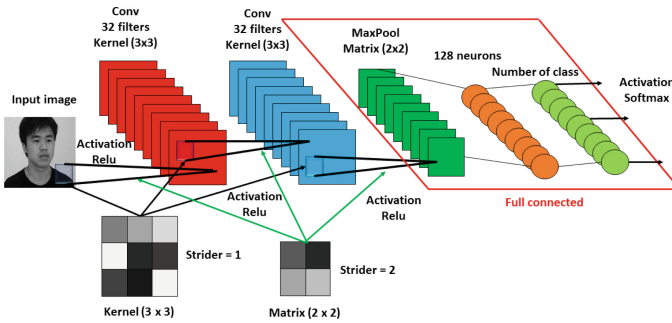 Conv
32 filters
Kernel (3x3)
Conv
32 filters
Kernel (3x3)
MaxPool
Matrix (2x2)
128 neurons
Number of class
Activation
Softmax
Input image
Activation
Relu
Activation
Relu
Activation
Relu
Full connected
Strider = 1
Strider = 2
Kernel (3 x 3)
Matrix (2 x 2)